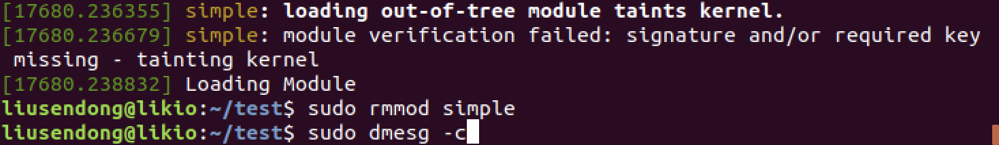 [17680.236355] simple: loading out-of-tree module taints kernel.
[17680.236679] simple: module verification failed: signature and/or required key
 missing - tainting kernel
[17680.238832] Loading Module
liusendong@likio:~/test$ sudo rmmod simple
liusendong@likio:~/test$ sudo dmesg -c